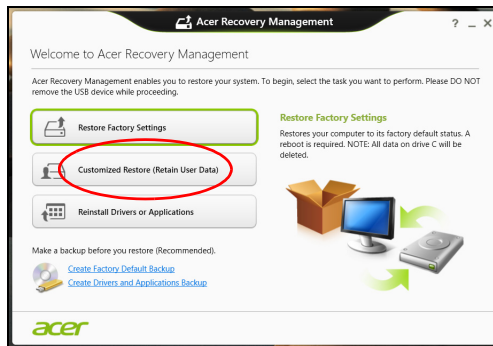 Acer Recovery Management
? _ X
Welcome to Acer Recovery Management
Acer Recovery Management enables you to restore your system. To begin, select the task you want to perform. Please DO NOT
remove the USB device while proceeding.
Restore Factory Settings
Customized Restore (Retain User Data)
Reinstall Drivers or Applications
Restore Factory Settings
Restores your computer to its factory default status. A
reboot is required. NOTE: All data on drive C will be
deleted.
Make a backup before you restore (Recommended).
Create Factory Default Backup
Create Drivers and Applications Backup
acer